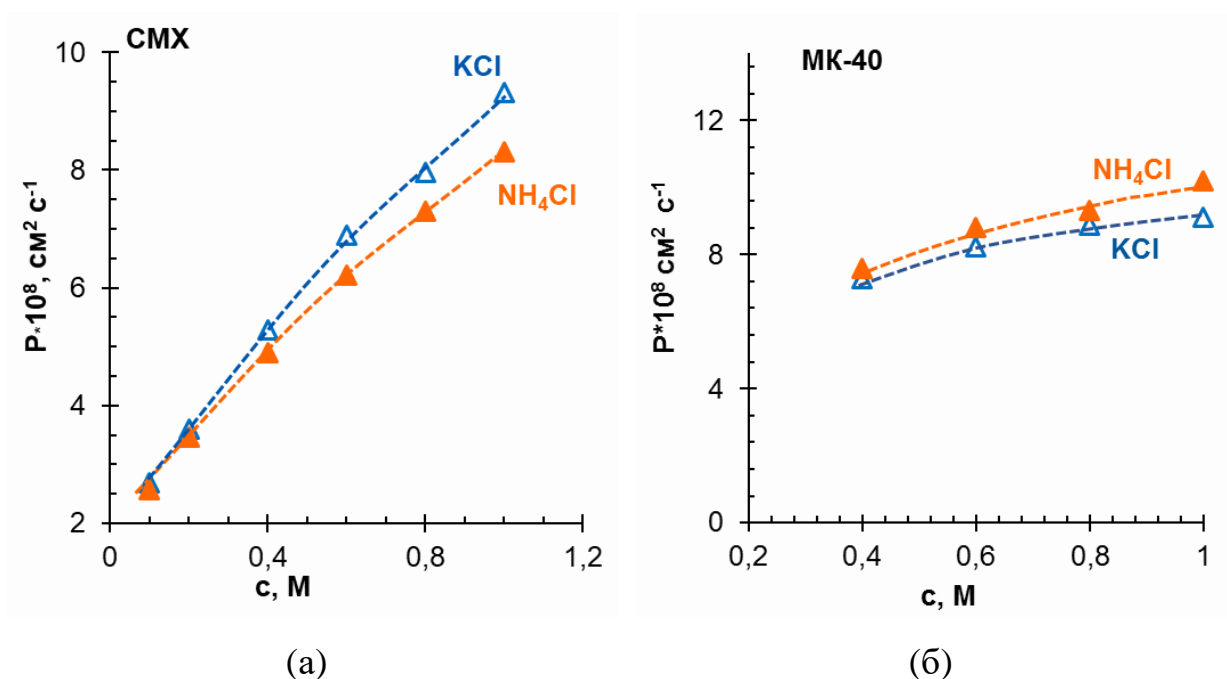 СМХ
10
8
6
4
2
0
0,4
0,8
1,2
P*10⁸, см² с⁻¹
с, М
KCl
NH₄Cl
(а)
МК-40
12
8
4
0
0,2
0,4
0,6
0,8
1
P*10⁸ см² с⁻¹
с, М
NH₄Cl
KCl
(б)